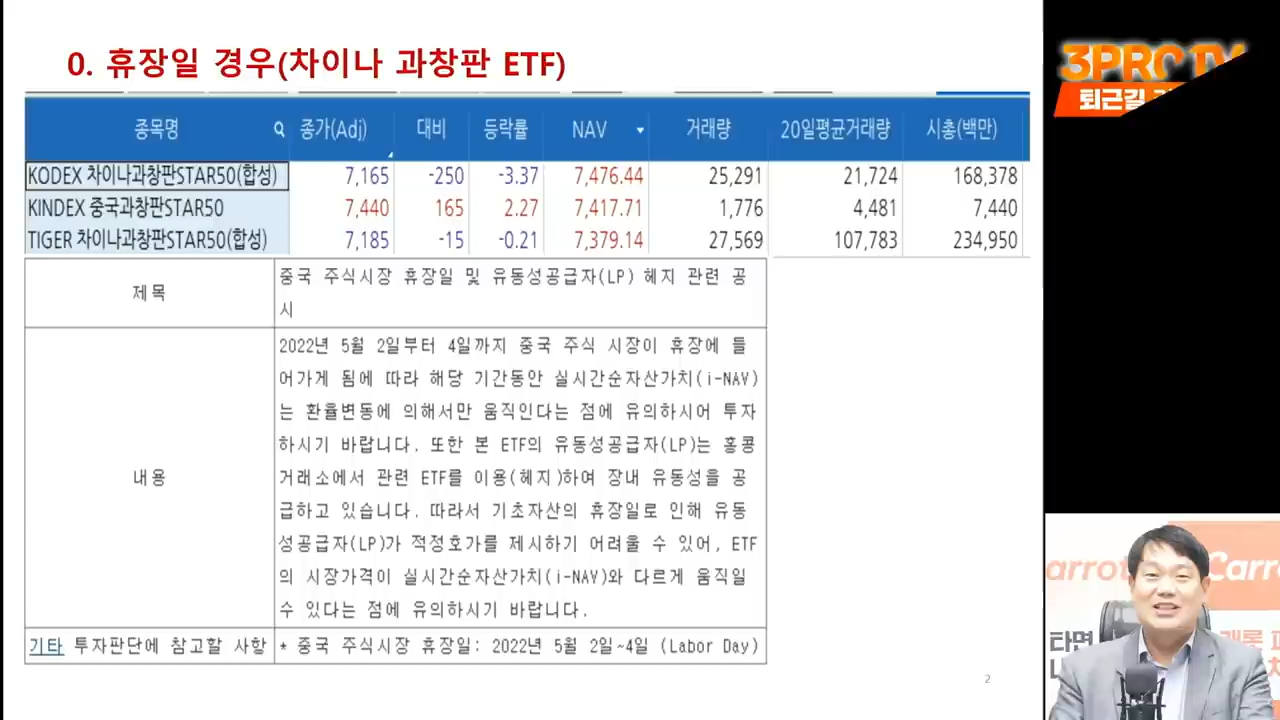 0. 휴장일 경우(차이나 과창판 ETF)
종목명 종가(Adj) 대비 등락률 NAV 거래량 20일평균거래량 시총(백만)
KODEX 차이나과창판STAR50(합성) 7,165 -250 -3.37 7,476.44 25,291 21,724 168,378
KINDEX 중국과창판STAR50 7,440 165 2.27 7,417.71 1,776 4,481 7,440
TIGER 차이나과창판STAR50(합성) 7,185 -15 -0.21 7,379.14 27,569 107,783 234,950
제목
중국 주식시장 휴장일 및 유동성공급자(LP) 헤지 관련 공
시
내용
2022년 5월 2일부터 4일까지 중국 주식 시장이 휴장에 들
어가게 됨에 따라 해당 기간동안 실시간순자산가치(i-NAV)
는 환율변동에 의해서만 움직인다는 점에 유의하시어 투자
하시기 바랍니다. 또한 본 ETF의 유동성공급자(LP)는 홍콩
거래소에서 관련 ETF를 이용(헤지)하여 장내 유동성을 공
급하고 있습니다. 따라서 기초자산의 휴장일로 인해 유동
성공급자(LP)가 적정호가를 제시하기 어려울 수 있어, ETF
의 시장가격이 실시간순자산가치(i-NAV)와 다르게 움직일
수 있다는 점에 유의하시기 바랍니다.
기타 투자판단에 참고할 사항
* 중국 주식시장 휴장일: 2022년 5월 2일~4일 (Labor Day)
2
3PRO TV
퇴근길
arrot
Carr
타면